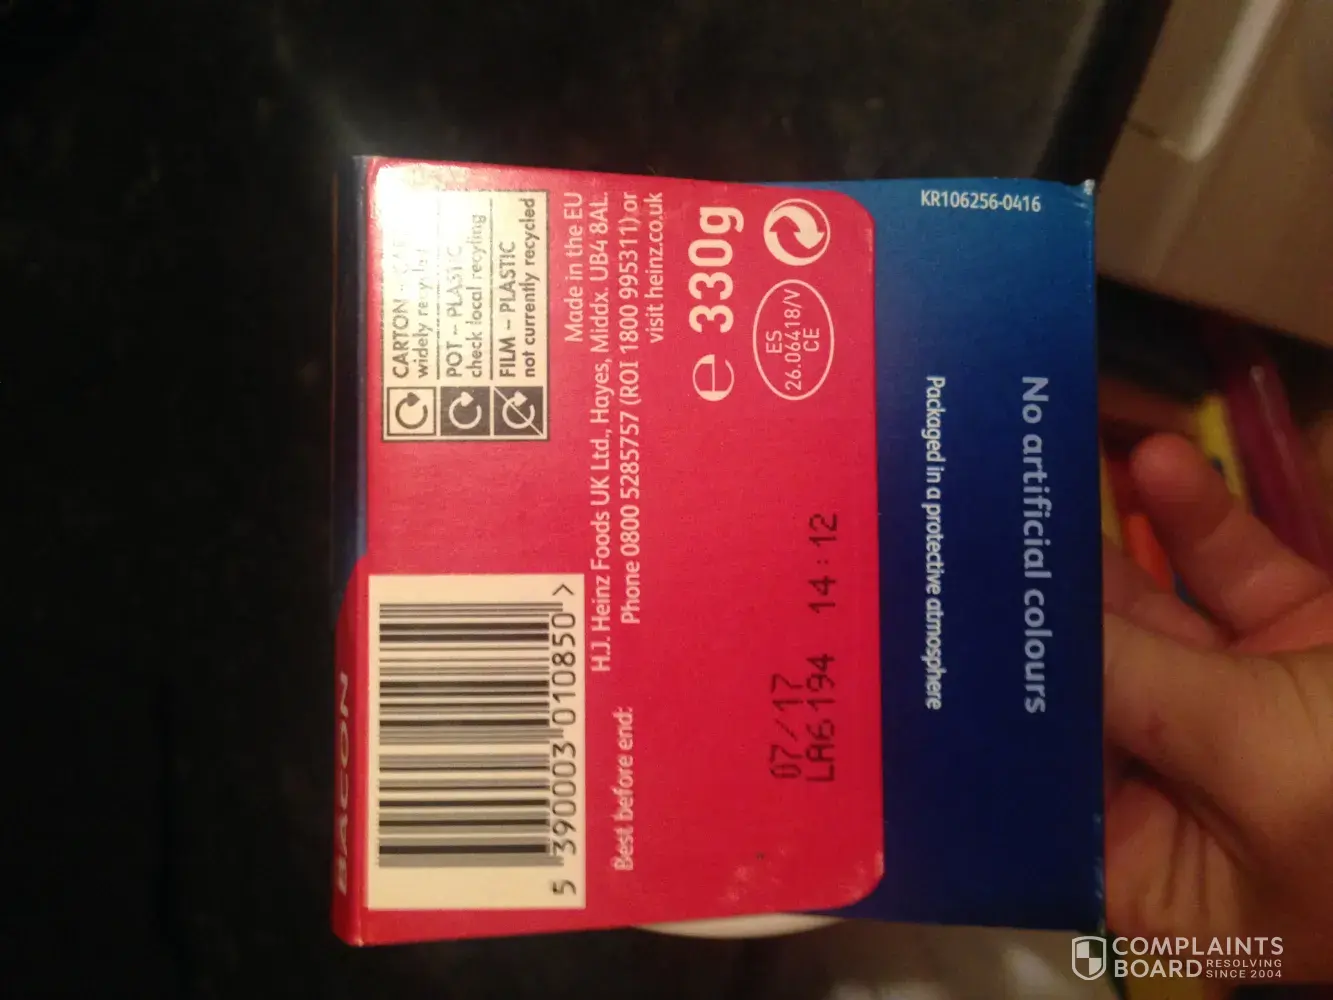 BACON
CARTON
widely recycled
POT – PLASTIC
check local recycling
FILM – PLASTIC
not currently recycled
Made in the EU
H.J. Heinz Foods UK Ltd., Hayes, Middx. UB4 8AL.
Phone 0800 5285757 (ROI 1800 995311) or
visit heinz.co.uk
5 390003 010850 >
Best before end:
e 330g
ES
26.06418/V
CE
07/17
LA6194 14:12
KR106256-0416
Packaged in a protective atmosphere
No artificial colours
COMPLAINTS
BOARD RESOLVING
SINCE 2004